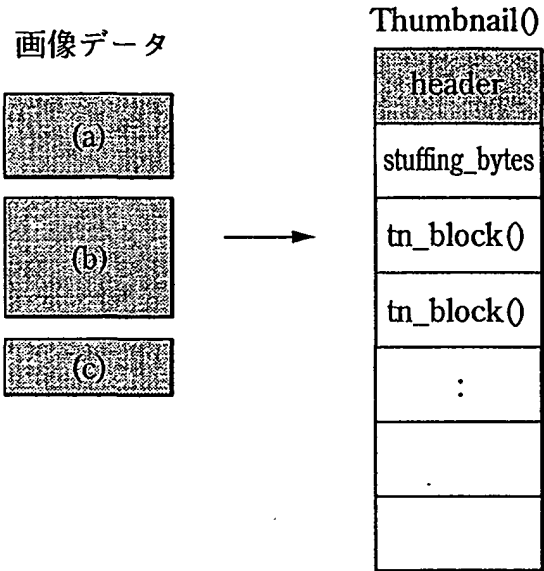 画像データ
(a)
(b)
(c)
Thumbnail()
header
stuffing_bytes
tn_block()
tn_block()
: